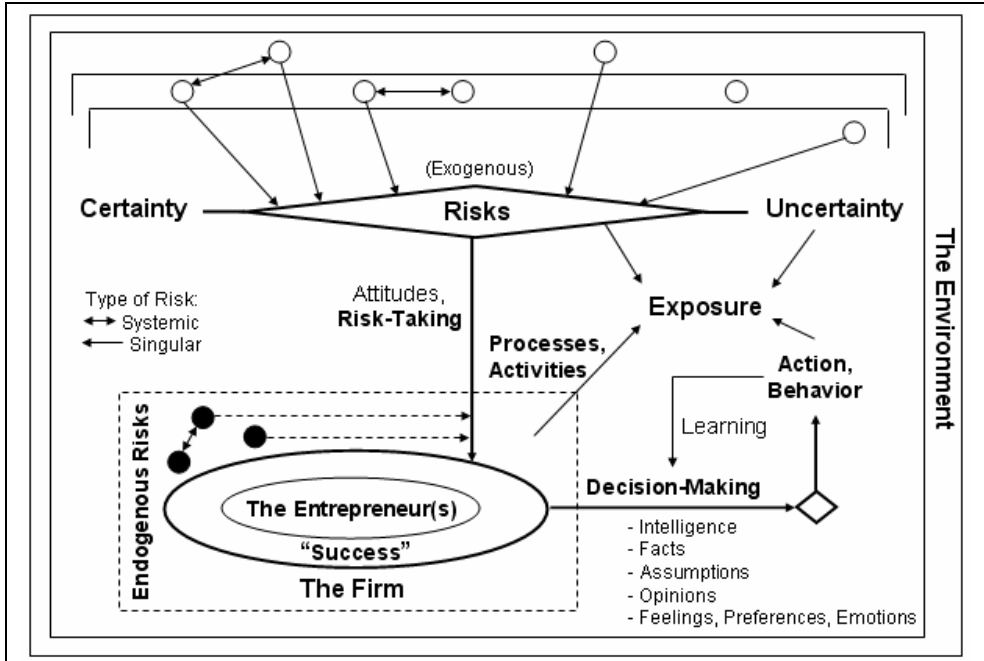 (Exogenous)
Certainty
Risks
Uncertainty
The Environment
Type of Risk:
Systemic
Singular
Attitudes,
Risk-Taking
Exposure
Processes,
Activities
Action,
Behavior
Learning
Endogenous Risks
The Entrepreneur(s)
“Success”
The Firm
Decision-Making
- Intelligence
- Facts
- Assumptions
- Opinions
- Feelings, Preferences, Emotions